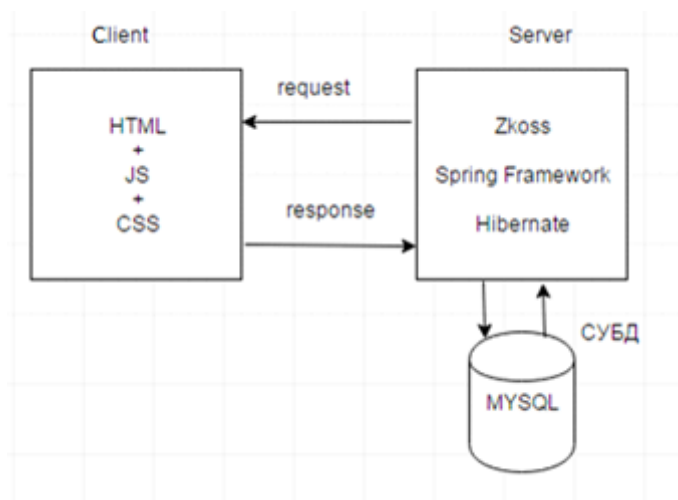 Client
Server
request
HTML
+
JS
+
CSS
Zkoss
Spring Framework
Hibernate
response
СУБД
MYSQL